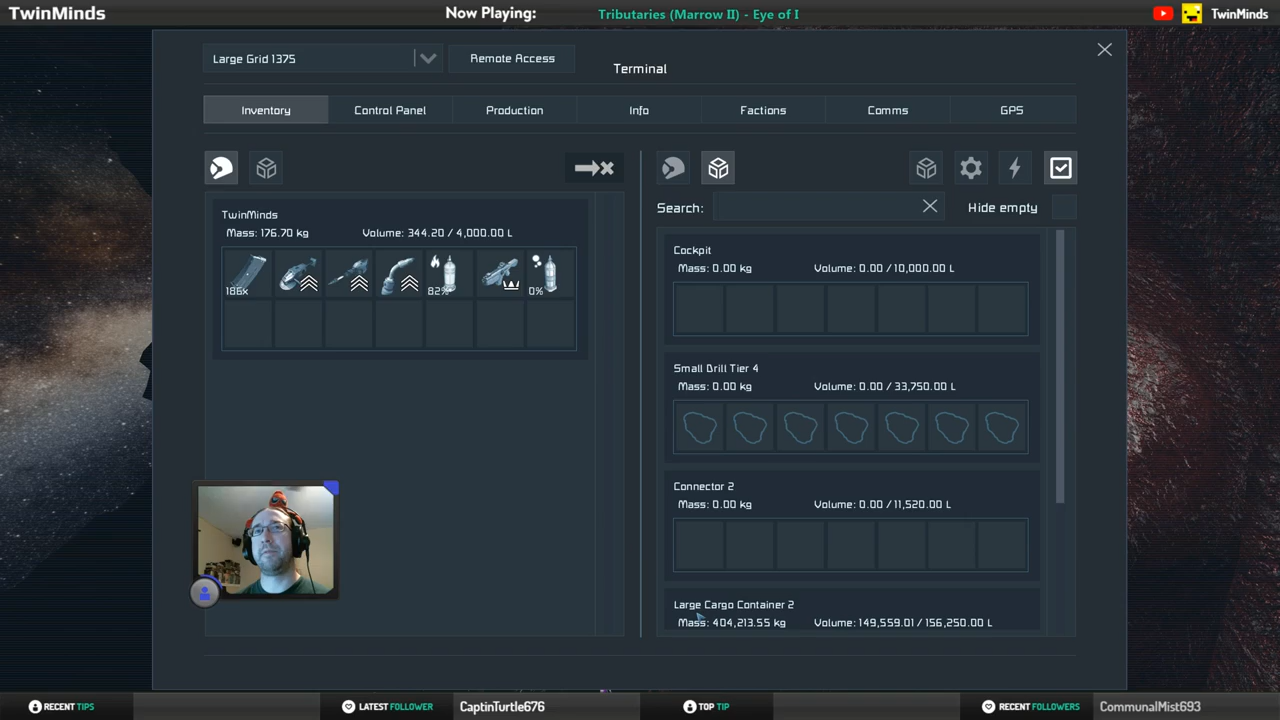 TwinMinds
Now Playing:
Tributaries (Marrow II) - Eye of I
TwinMinds
Large Grid 1375
Remote Access
Terminal
Inventory
Control Panel
Production
Info
Factions
Comms
GPS
TwinMinds
Mass: 176.70 kg Volume: 344.20 / 4,000.00 L
186x
82%
0%
Search:
Hide empty
Cockpit
Mass: 0.00 kg Volume: 0.00 / 10,000.00 L
Small Drill Tier 4
Mass: 0.00 kg Volume: 0.00 / 33,750.00 L
Connector 2
Mass: 0.00 kg Volume: 0.00 / 11,520.00 L
Large Cargo Container 2
Mass: 404,213.55 kg Volume: 149,559.01 / 156,250.00 L
RECENT TIPS
LATEST FOLLOWER
CaptinTurtle676
TOP TIP
RECENT FOLLOWERS
CommunalMist693